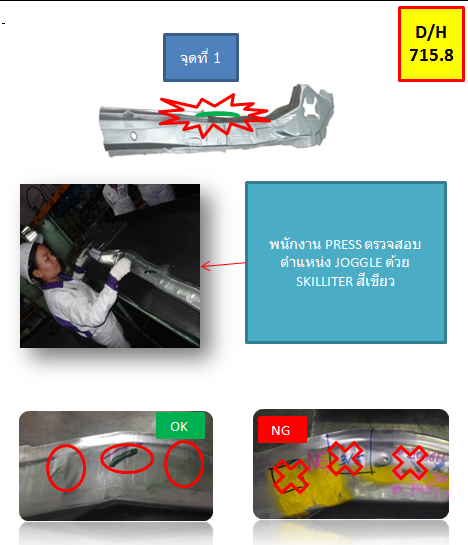 D/H
715.8
จุดที่ 1
พนักงาน PRESS ตรวจสอบ
ตำแหน่ง JOGGLE ด้วย
SKILLITER สีเขียว
OK
NG